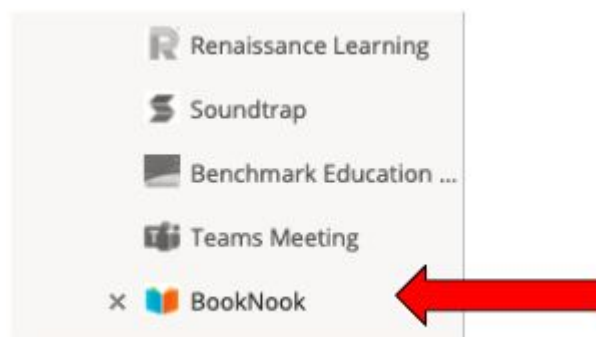 Renaissance Learning
Soundtrap
Benchmark Education ...
Teams Meeting
× BookNook